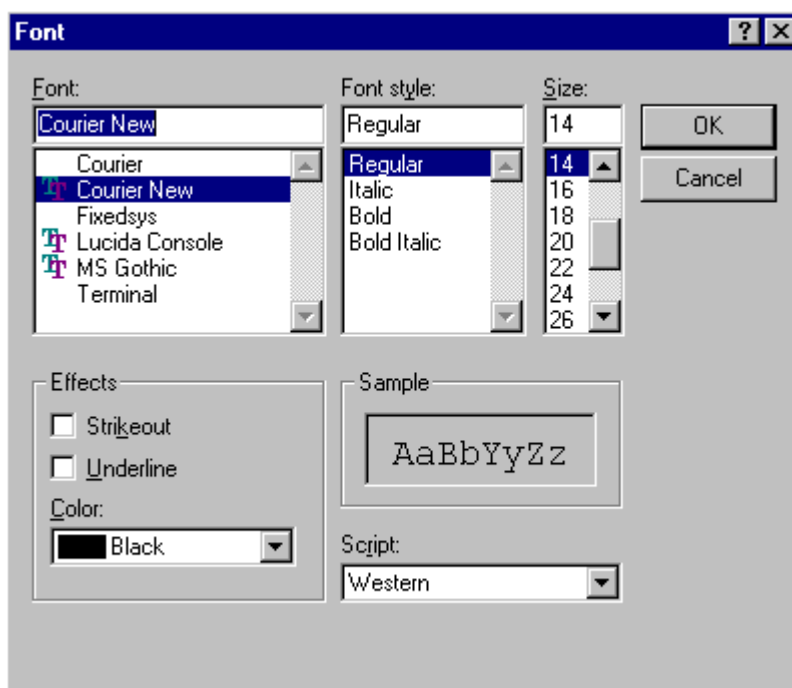 Font
Font:
Courier New
Courier
Courier New
Fixedsys
Lucida Console
MS Gothic
Terminal
Font style:
Regular
Regular
Italic
Bold
Bold Italic
Size:
14
14
16
18
20
22
24
26
OK
Cancel
Effects
Strikeout
Underline
Color:
Black
Sample
AaBbYyZz
Script:
Western